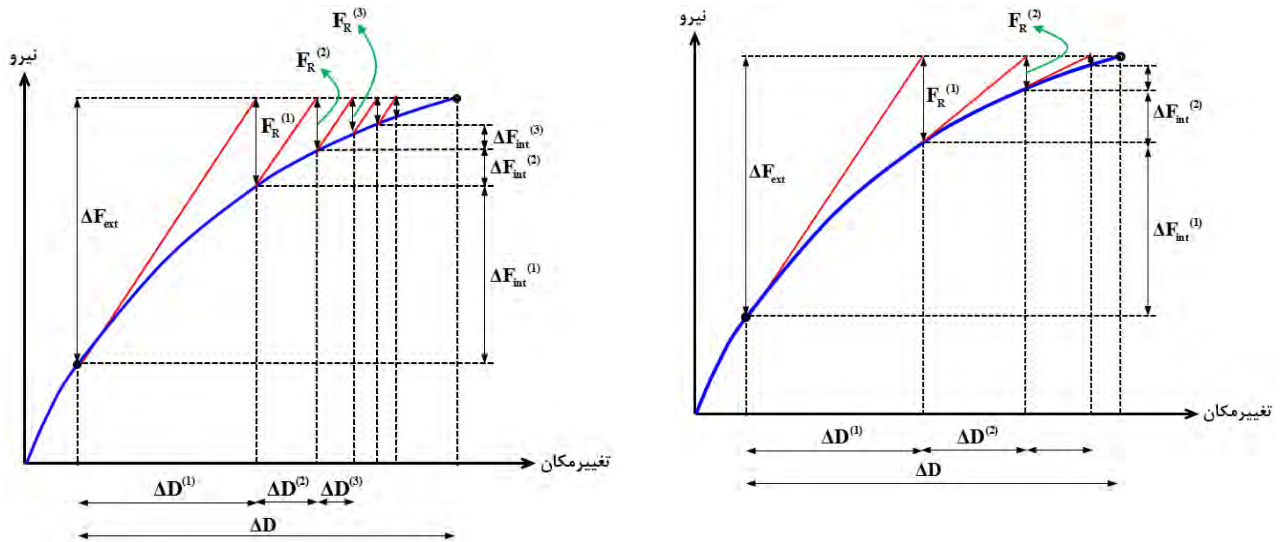 نیرو
F_R^(3)
F_R^(2)
F_R^(1)
ΔF_ext
ΔF_int^(3)
ΔF_int^(2)
ΔF_int^(1)
تغییرمکان
ΔD^(1) ΔD^(2) ΔD^(3)
ΔD
نیرو
F_R^(2)
F_R^(1)
ΔF_int^(2)
ΔF_ext
ΔF_int^(1)
تغییرمکان
ΔD^(1) ΔD^(2)
ΔD